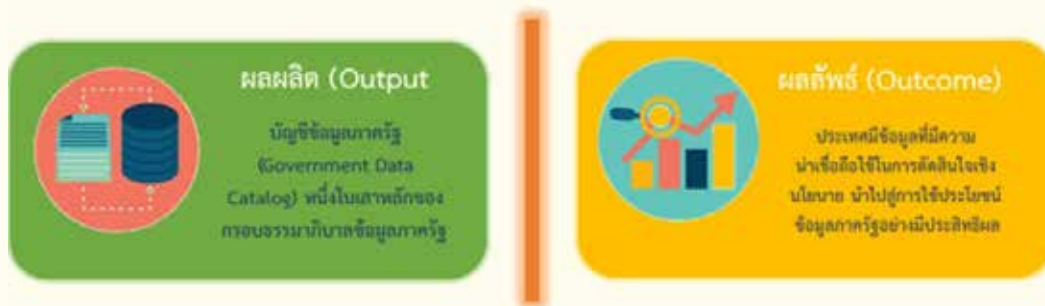 ผลผลิต (Output
บัญชีข้อมูลภาครัฐ
(Government Data
Catalog) หนึ่งในเสาหลักของ
กรอบธรรมาภิบาลข้อมูลภาครัฐ
ผลลัพธ์ (Outcome)
ประเทศมีข้อมูลที่มีความ
น่าเชื่อถือใช้ในการตัดสินใจเชิง
นโยบาย นำไปสู่การใช้ประโยชน์
ข้อมูลภาครัฐอย่างมีประสิทธิผล